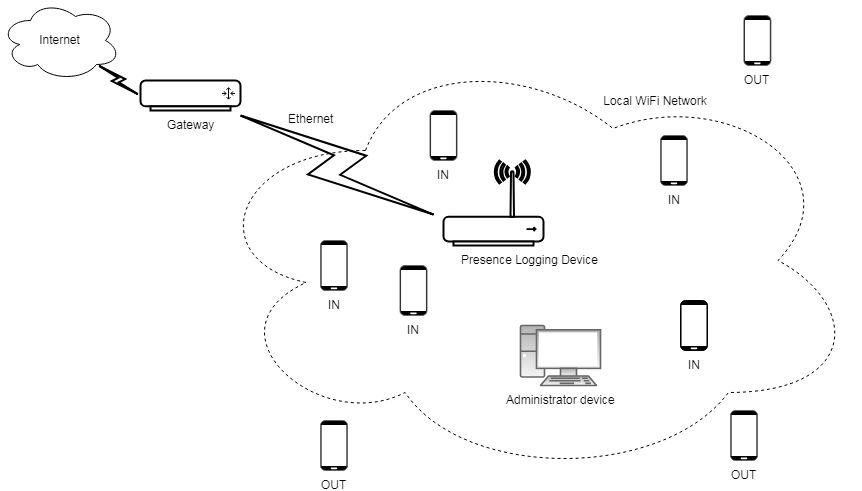 Internet
OUT
Local WiFi Network
Ethernet
Gateway
IN
IN
Presence Logging Device
IN
IN
IN
Administrator device
OUT
OUT